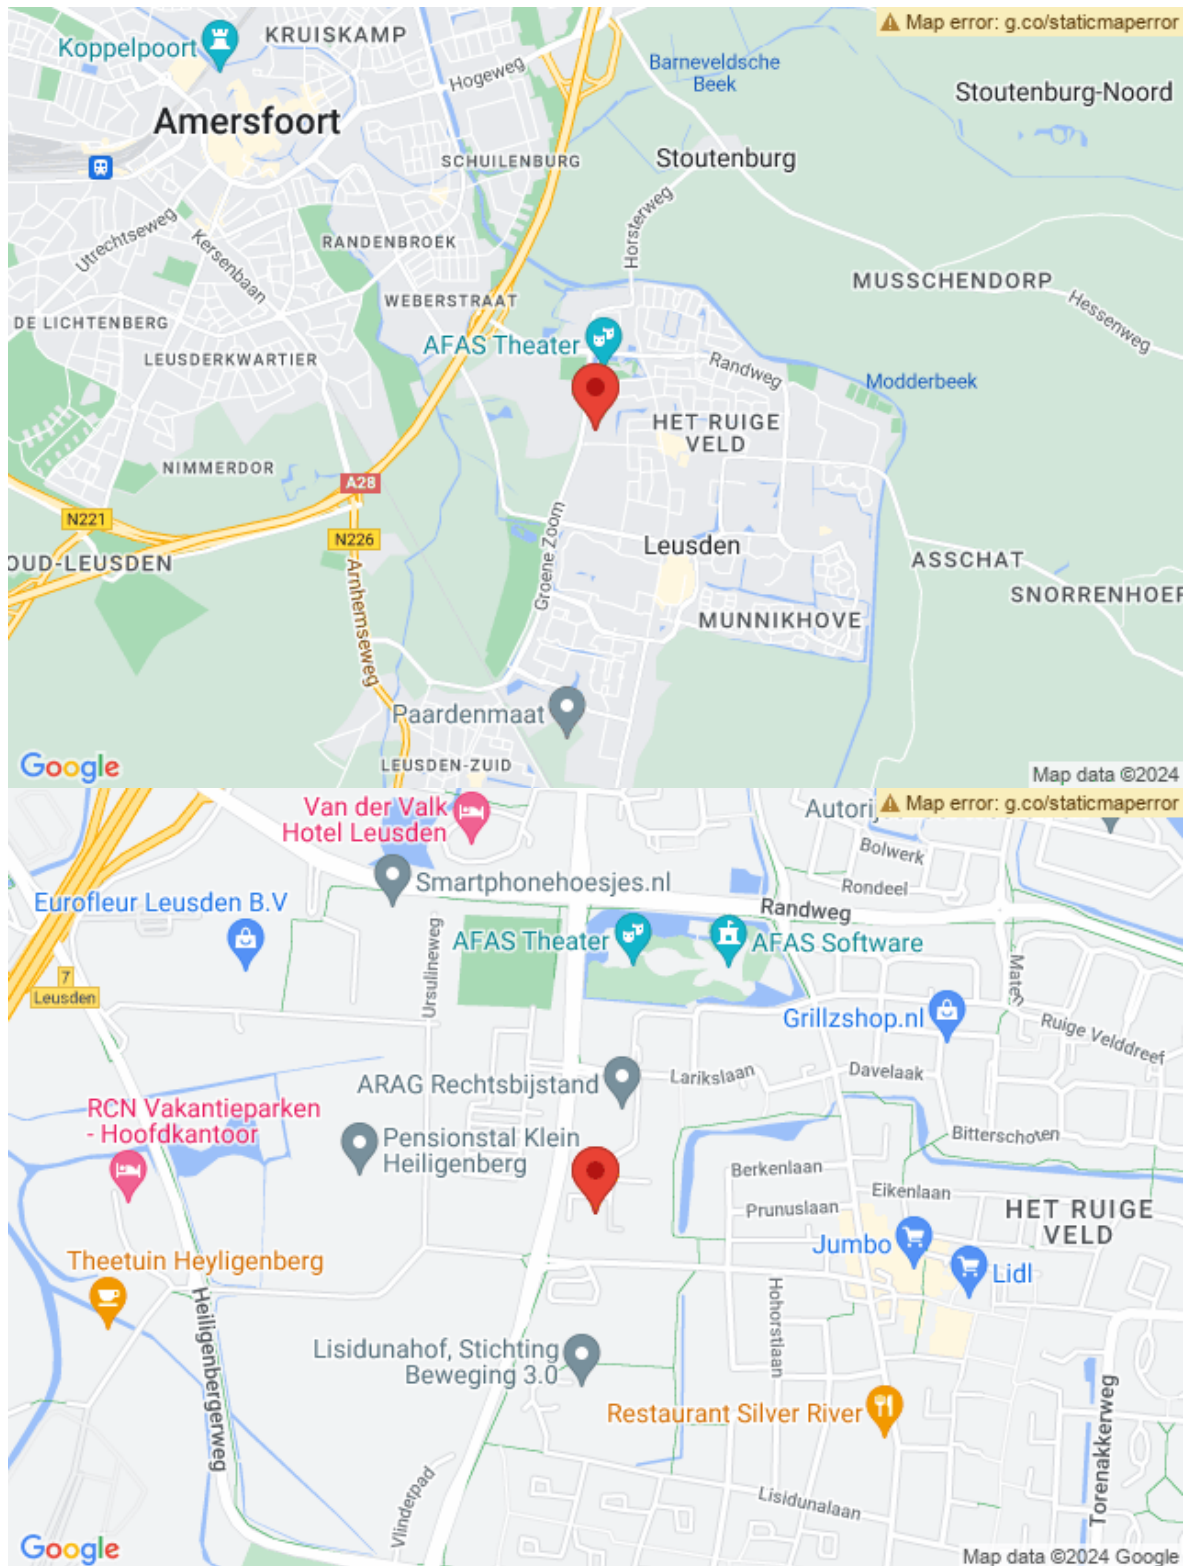 Map error: g.co/staticmaperror
KRUISKAMP
Koppelpoort
Hogeweg
Barneveldsche
Beek
Stoutenburg-Noord
Amersfoort
SCHUILENBURG
Stoutenburg
Utrechtseweg
Kersenbaan
RANDENBROEK
Horsterweg
MUSSCHENDORP
WEBERSTRAAT
Hessenweg
DE LICHTENBERG
AFAS Theater
LEUSDERKWARTIER
Randweg
Modderbeek
HET RUIGE
VELD
NIMMERDOR
A28
N221
N226
Groene Zoom
Leusden
OUD-LEUSDEN
ASSCHAT
Arnhemseweg
SNORRENHOEF
MUNNIKHOVE
Paardenmaat
LEUSDEN-ZUID
Google
Map data ©2024
Map error: g.co/staticmaperror
Van der Valk
Hotel Leusden
Autorij
Bolwerk
Smartphonehoesjes.nl
Rondeel
Eurofleur Leusden B.V
Randweg
AFAS Theater
AFAS Software
Ursulineweg
7
Leusden
Maten
Grillzshop.nl
Ruige Velddreef
ARAG Rechtsbijstand
Larikslaan
Davelaak
RCN Vakantieparken
- Hoofdkantoor
Pensionstal Klein
Heiligenberg
Bitterschoten
Berkenlaan
Eikenlaan
Prunuslaan
HET RUIGE
VELD
Jumbo
Theetuin Heyligenberg
Lidl
Heiligenbergerweg
Hohorstlaan
Lisidunahof, Stichting
Beweging 3.0
Restaurant Silver River
Torenakkerweg
Vlinderpad
Lisidunalaan
Google
Map data ©2024 Google